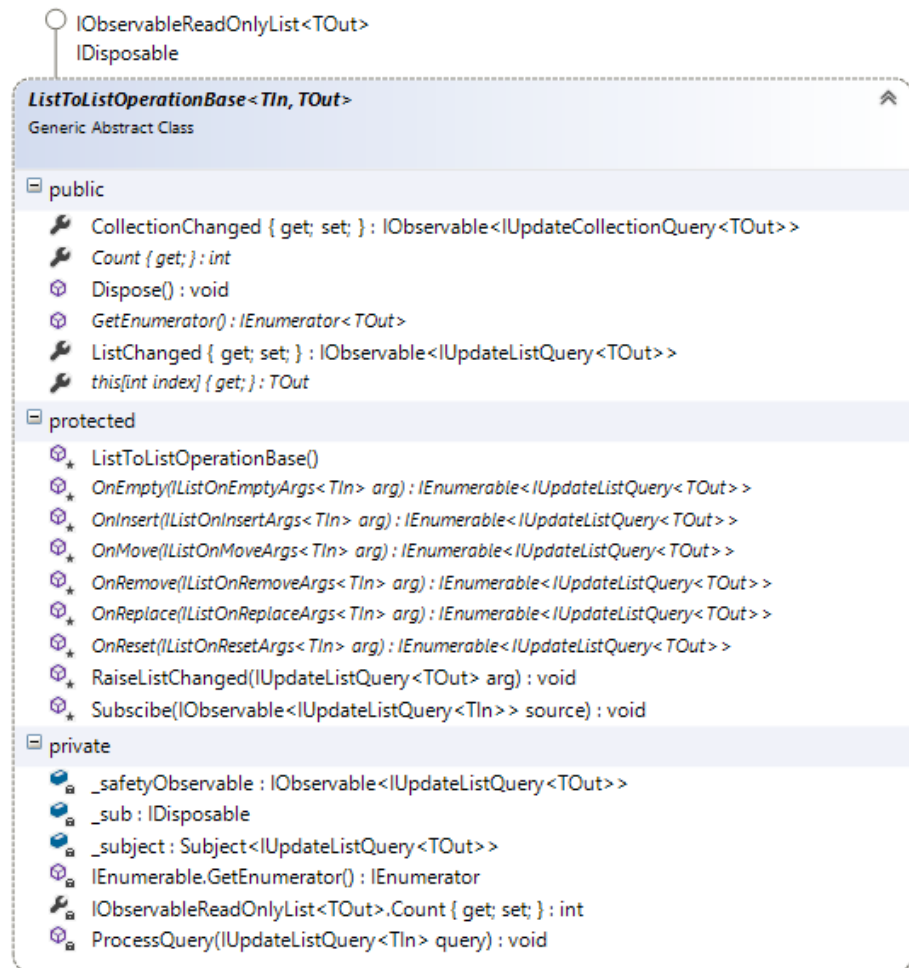 IObservableReadOnlyList<TOut>
IDisposable
ListToListOperationBase<TIn, TOut>
Generic Abstract Class
public
CollectionChanged { get; set; } : IObservable<IUpdateCollectionQuery<TOut>>
Count { get; } : int
Dispose() : void
GetEnumerator() : IEnumerator<TOut>
ListChanged { get; set; } : IObservable<IUpdateListQuery<TOut>>
this[int index] { get; } : TOut
protected
ListToListOperationBase()
OnEmpty(IListOnEmptyArgs<TIn> arg) : IEnumerable<IUpdateListQuery<TOut>>
OnInsert(IListOnInsertArgs<TIn> arg) : IEnumerable<IUpdateListQuery<TOut>>
OnMove(IListOnMoveArgs<TIn> arg) : IEnumerable<IUpdateListQuery<TOut>>
OnRemove(IListOnRemoveArgs<TIn> arg) : IEnumerable<IUpdateListQuery<TOut>>
OnReplace(IListOnReplaceArgs<TIn> arg) : IEnumerable<IUpdateListQuery<TOut>>
OnReset(IListOnResetArgs<TIn> arg) : IEnumerable<IUpdateListQuery<TOut>>
RaiseListChanged(IUpdateListQuery<TOut> arg) : void
Subscibe(IObservable<IUpdateListQuery<TIn>> source) : void
private
_safetyObservable : IObservable<IUpdateListQuery<TOut>>
_sub : IDisposable
_subject : Subject<IUpdateListQuery<TOut>>
IEnumerable.GetEnumerator() : IEnumerator
IObservableReadOnlyList<TOut>.Count { get; set; } : int
ProcessQuery(IUpdateListQuery<TIn> query) : void